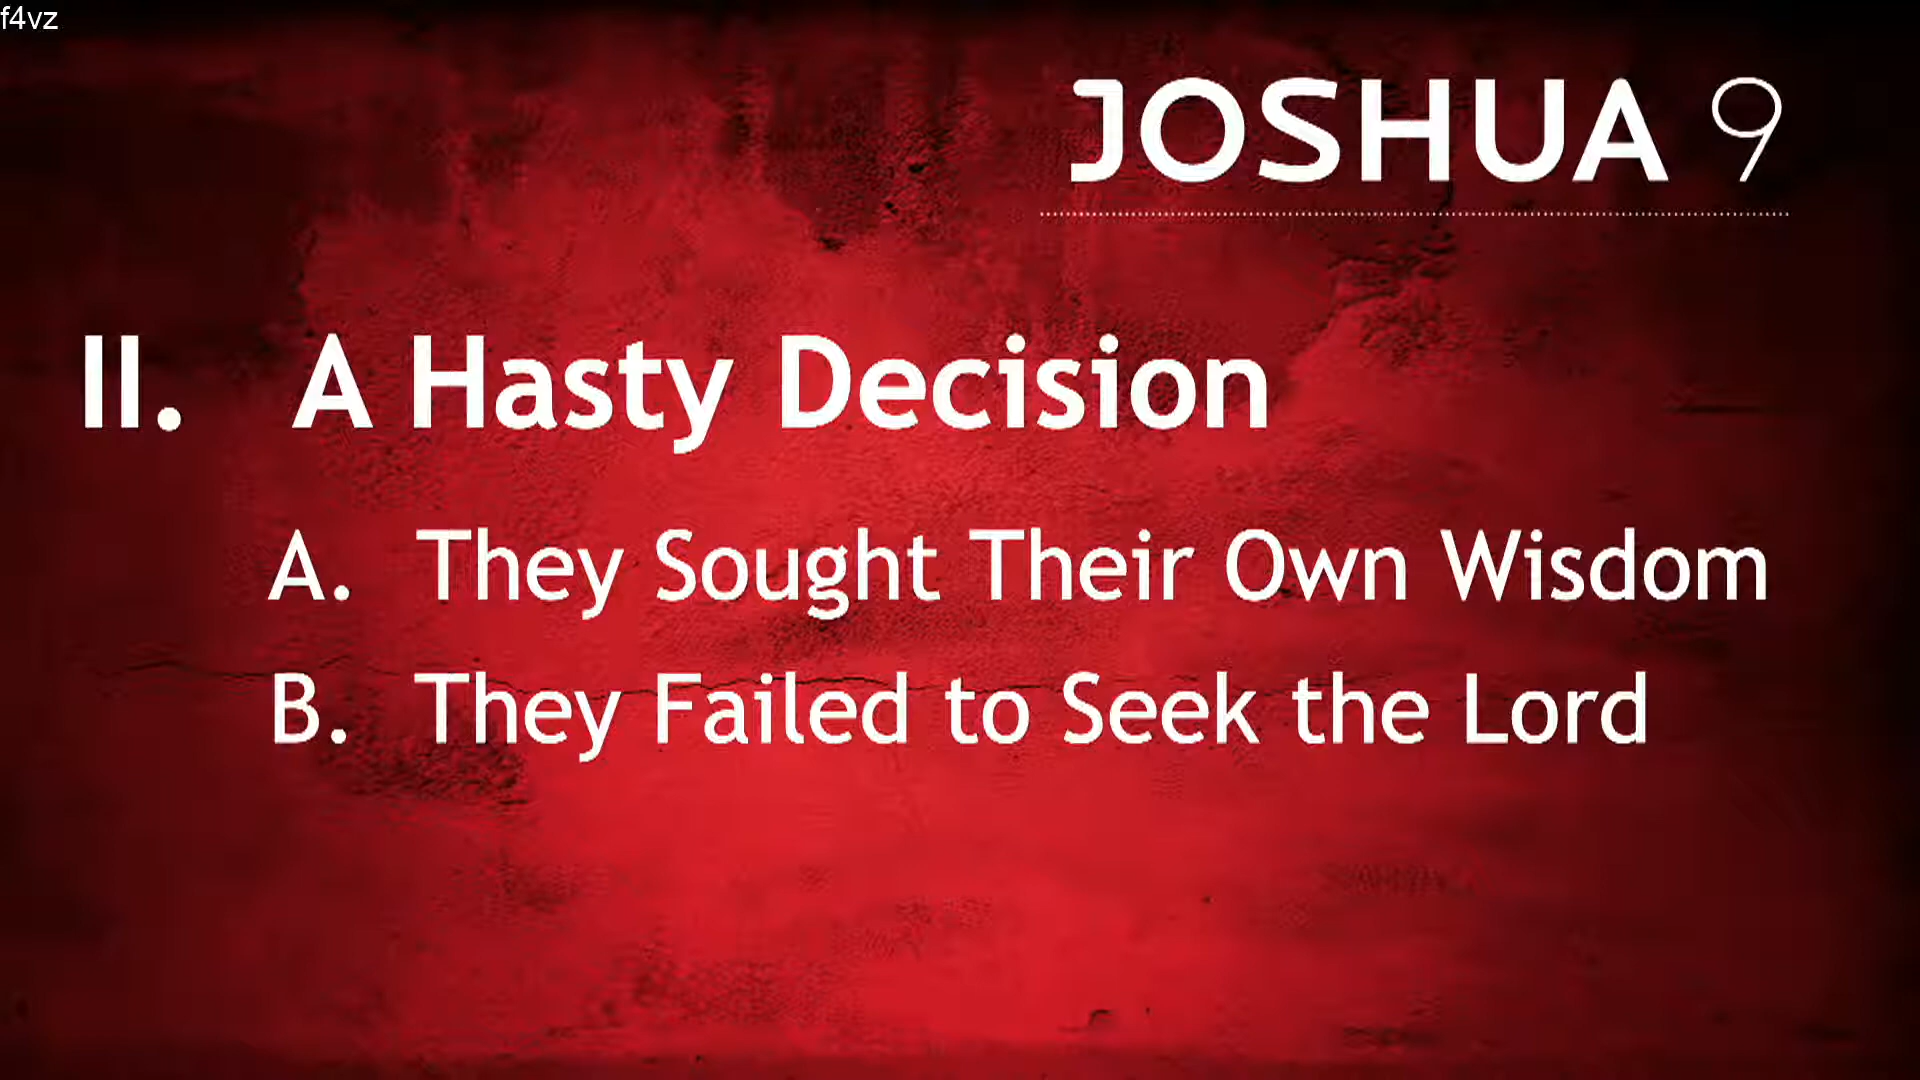 f4vz
JOSHUA 9
II. A Hasty Decision
A. They Sought Their Own Wisdom
B. They Failed to Seek the Lord